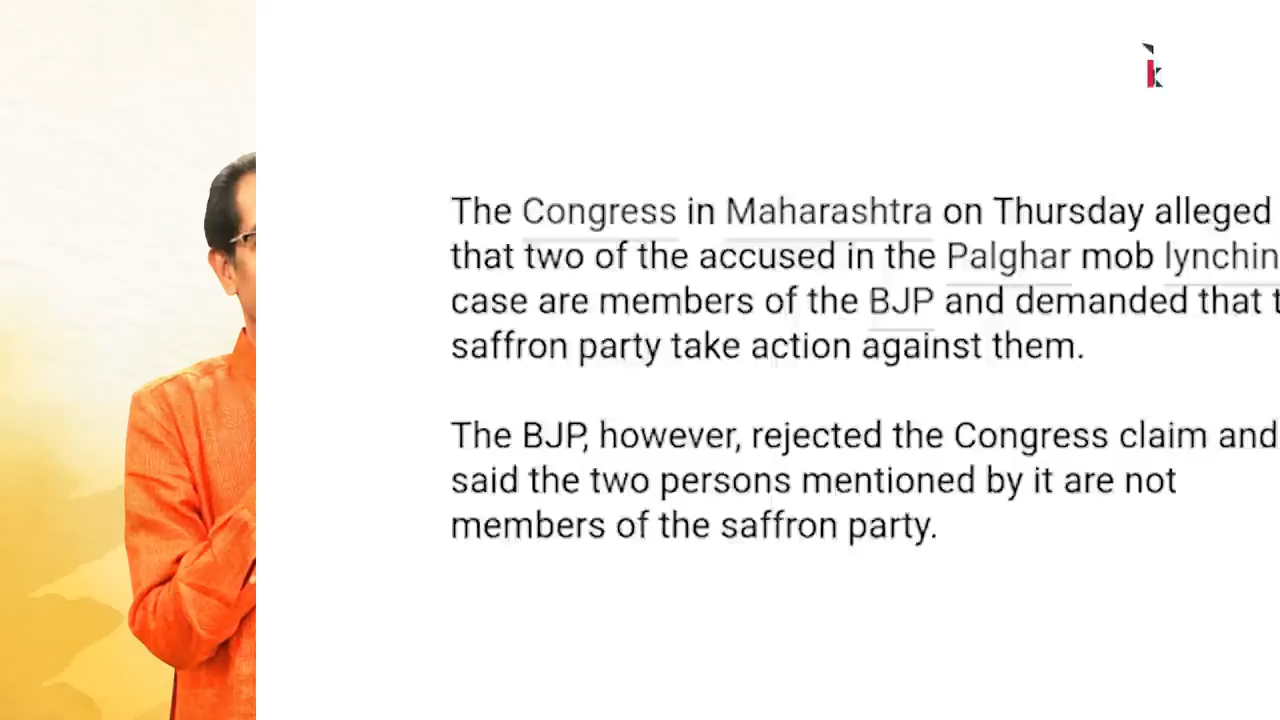 The Congress in Maharashtra on Thursday alleged
that two of the accused in the Palghar mob lynchin
case are members of the BJP and demanded that t
saffron party take action against them.
The BJP, however, rejected the Congress claim and
said the two persons mentioned by it are not
members of the saffron party.